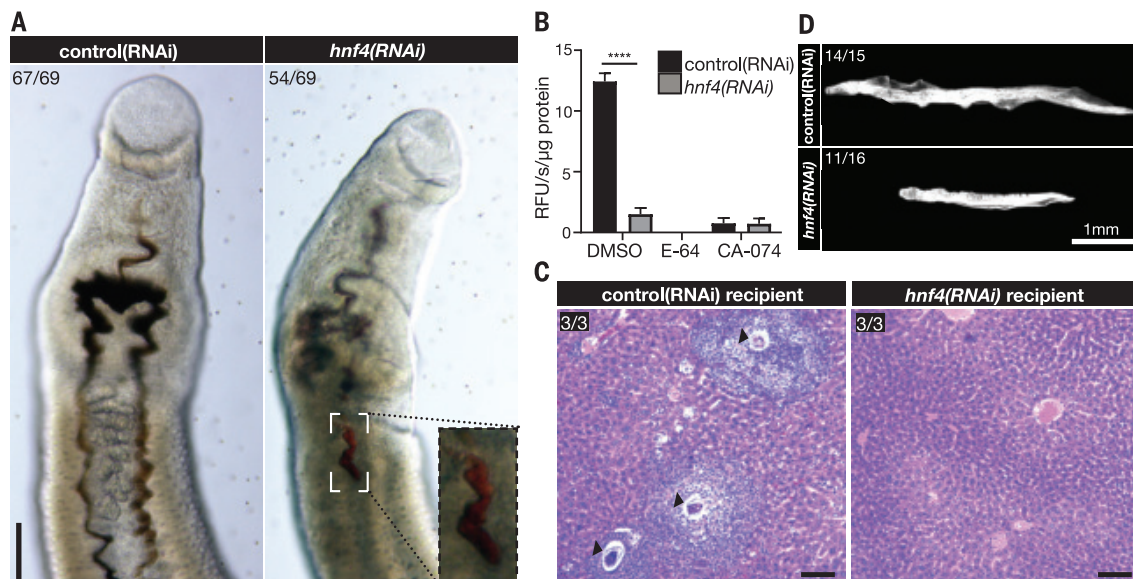 A
control(RNAi)
hnf4(RNAi)
67/69
54/69
B
15
10
5
0
RFU/s/µg protein
****
control(RNAi)
hnf4(RNAi)
DMSO
E-64
CA-074
D
control(RNAi)
14/15
hnf4(RNAi)
11/16
1mm
C
control(RNAi) recipient
hnf4(RNAi) recipient
3/3
3/3